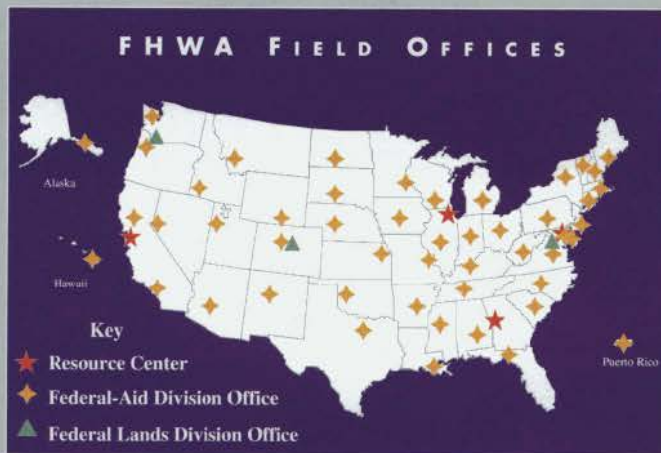 FHWA FIELD OFFICES
Alaska
Hawaii
Key
Resource Center
Federal-Aid Division Office
Federal Lands Division Office
Puerto Rico